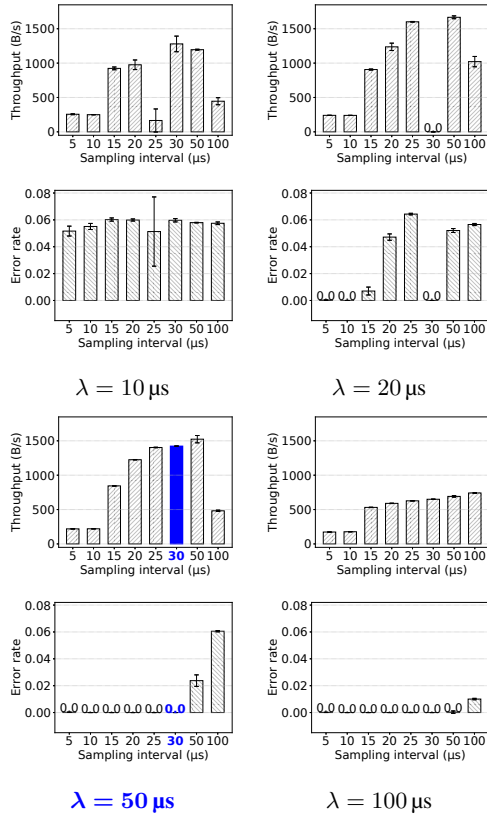 1500
1000
500
0
Throughput (B/s)
5 10 15 20 25 30 50 100
Sampling interval (µs)
1500
1000
500
0
Throughput (B/s)
0.0
5 10 15 20 25 30 50 100
Sampling interval (µs)
0.08
0.06
0.04
0.02
0.00
Error rate
5 10 15 20 25 30 50 100
Sampling interval (µs)
0.08
0.06
0.04
0.02
0.00
Error rate
0.0 0.0 0.0
5 10 15 20 25 30 50 100
Sampling interval (µs)
λ = 10 µs
λ = 20 µs
1500
1000
500
0
Throughput (B/s)
5 10 15 20 25 30 50 100
Sampling interval (µs)
1500
1000
500
0
Throughput (B/s)
5 10 15 20 25 30 50 100
Sampling interval (µs)
0.08
0.06
0.04
0.02
0.00
Error rate
0.0 0.0 0.0 0.0 0.0 0.0
5 10 15 20 25 30 50 100
Sampling interval (µs)
0.08
0.06
0.04
0.02
0.00
Error rate
0.0 0.0 0.0 0.0 0.0 0.0 0.0
5 10 15 20 25 30 50 100
Sampling interval (µs)
λ = 50 µs
λ = 100 µs